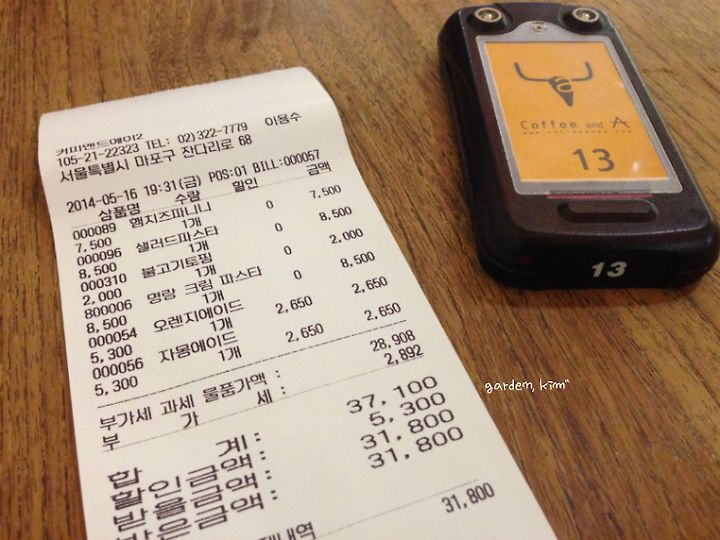 커피앤드에이2
105-21-22323 TEL: 02)322-7779 이용수
서울특별시 마포구 잔다리로 68
2014-05-16 19:31(금) POS:01 BILL:000057
상품명 수량 할인 금액
000089 햄치즈파니니
7,500 1개 0 7,500
000096 샐러드파스타
8,500 1개 0 8,500
000310 불고기토핑
2,000 1개 0 2,000
800006 명랑 크림 파스타
8,500 1개 0 8,500
000054 오렌지에이드
5,300 1개 2,650 2,650
000056 자몽에이드
5,300 1개 2,650 2,650
부가세 과세 물품가액 : 28,908
부 가 세 : 2,892
합 계 : 37,100
할인금액 : 5,300
받을금액 : 31,800
받은금액 : 31,800
내역 31,800
Coffee and A
13
13
garden, kim"